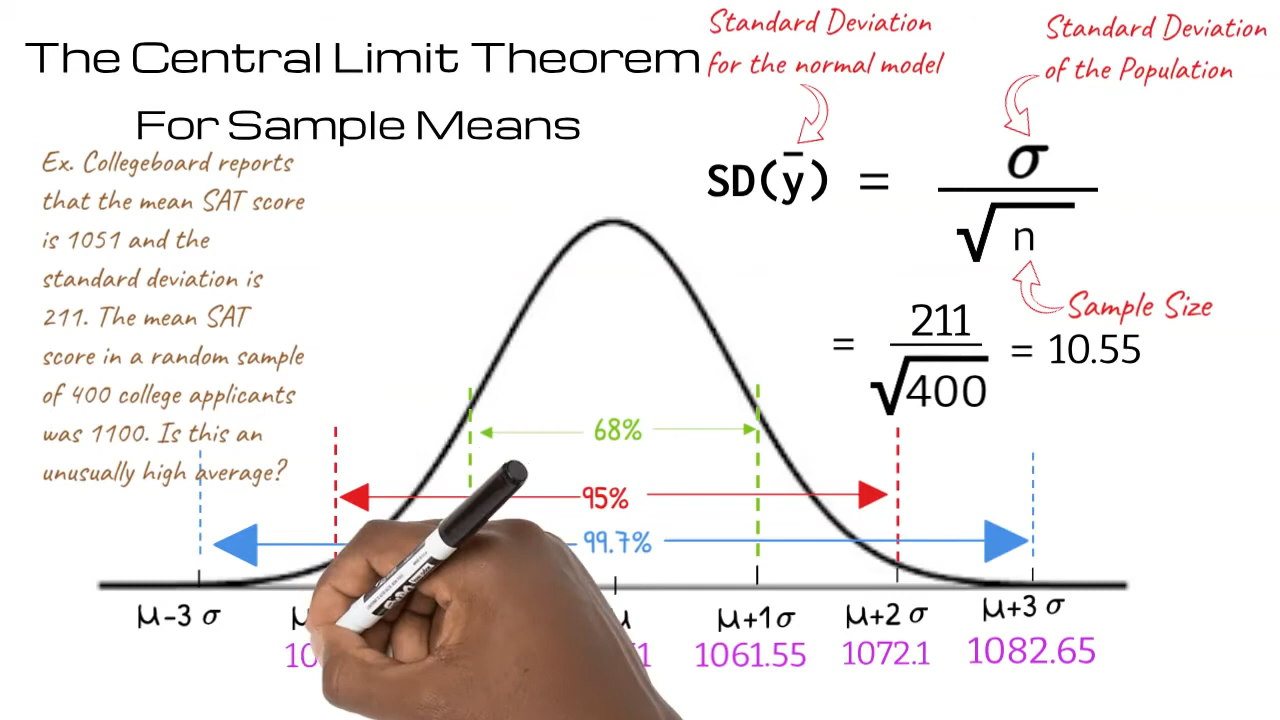 The Central Limit Theorem
For Sample Means
Standard Deviation
for the normal model
Standard Deviation
of the Population
Ex. Collegeboard reports
that the mean SAT score
is 1051 and the
standard deviation is
211. The mean SAT
score in a random sample
of 400 college applicants
was 1100. Is this an
unusually high average?
SD(ȳ) = σ / √n
Sample Size
= 211 / √400 = 10.55
68%
95%
99.7%
μ-3 σ
μ+1σ
μ+2 σ
μ+3 σ
1061.55
1072.1
1082.65